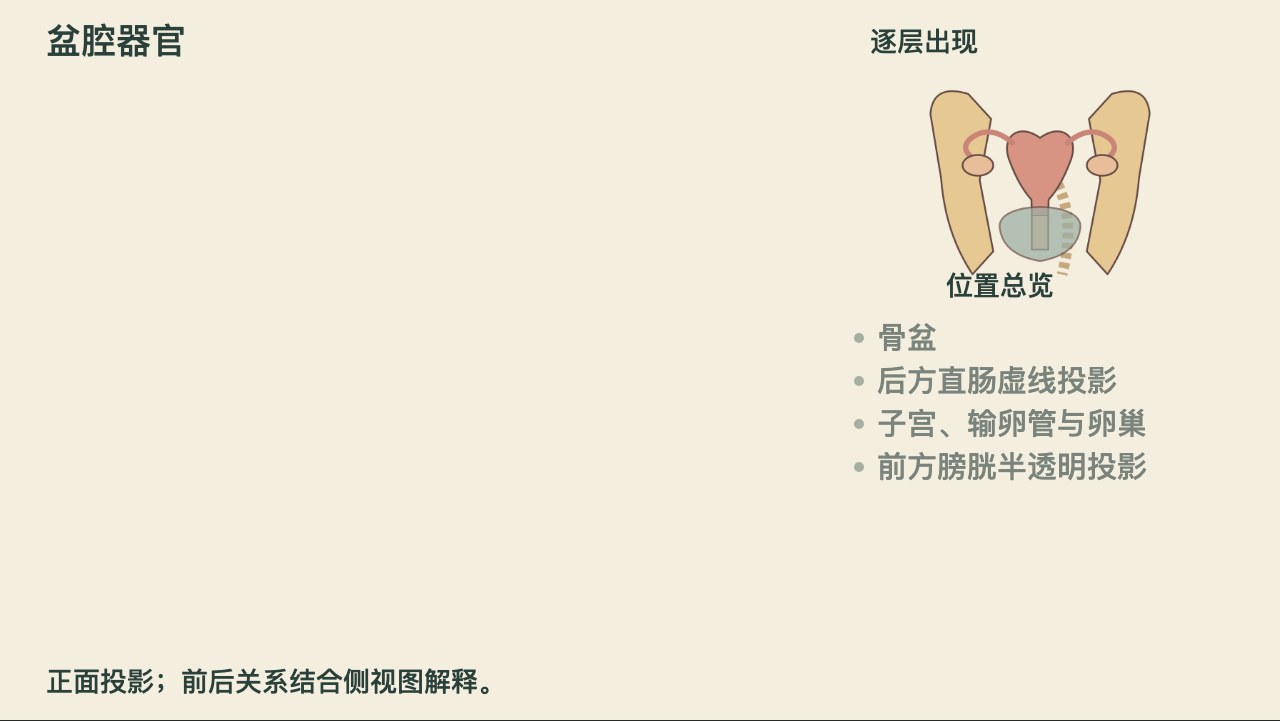 盆腔器官
逐层出现
位置总览
骨盆
后方直肠虚线投影
子宫、输卵管与卵巢
前方膀胱半透明投影
正面投影；前后关系结合侧视图解释。